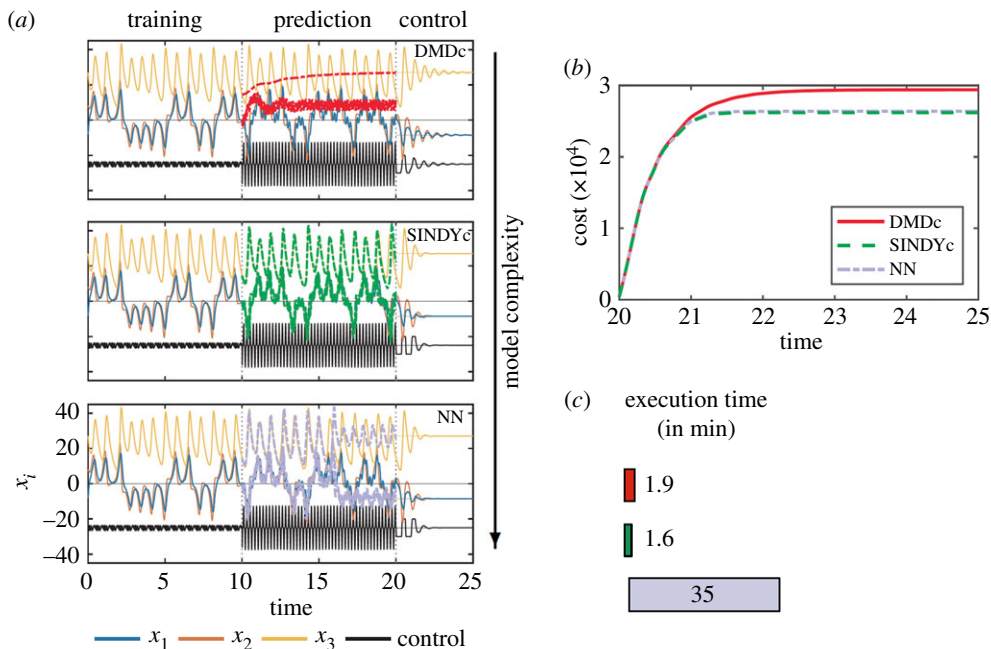 (a)
training prediction control
DMDc
SINDYc
NN
model complexity
x_i
40
20
0
−20
−40
0 5 10 15 20 25
time
x_1 x_2 x_3 control
(b)
cost (×10^4)
3
2
1
0
DMDc
SINDYc
NN
20 21 22 23 24 25
time
(c)
execution time
(in min)
1.9
1.6
35